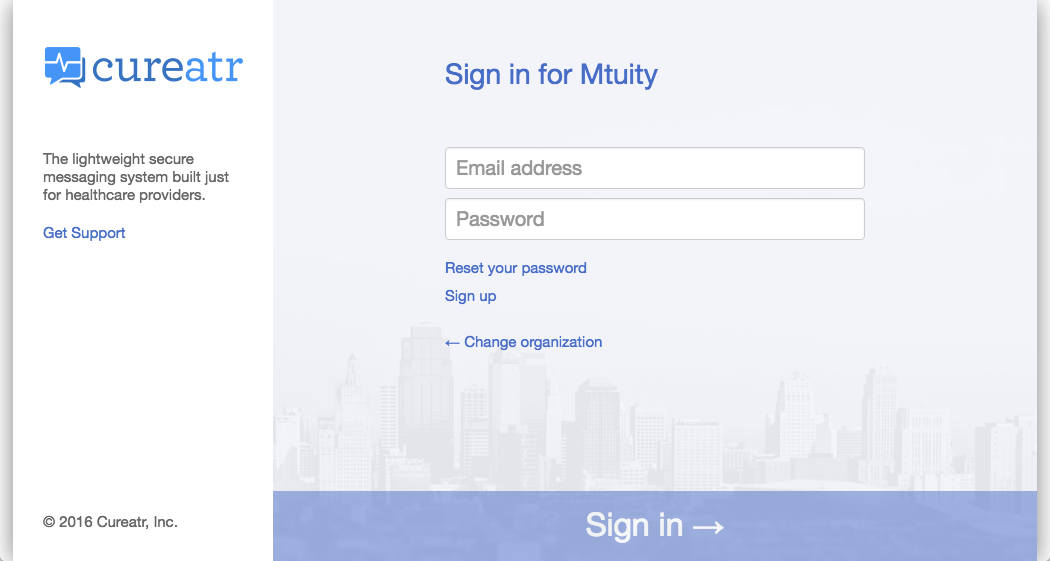 cureatr
The lightweight secure
messaging system built just
for healthcare providers.
Get Support
© 2016 Cureatr, Inc.
Sign in for Mtuity
Email address
Password
Reset your password
Sign up
← Change organization
Sign in →